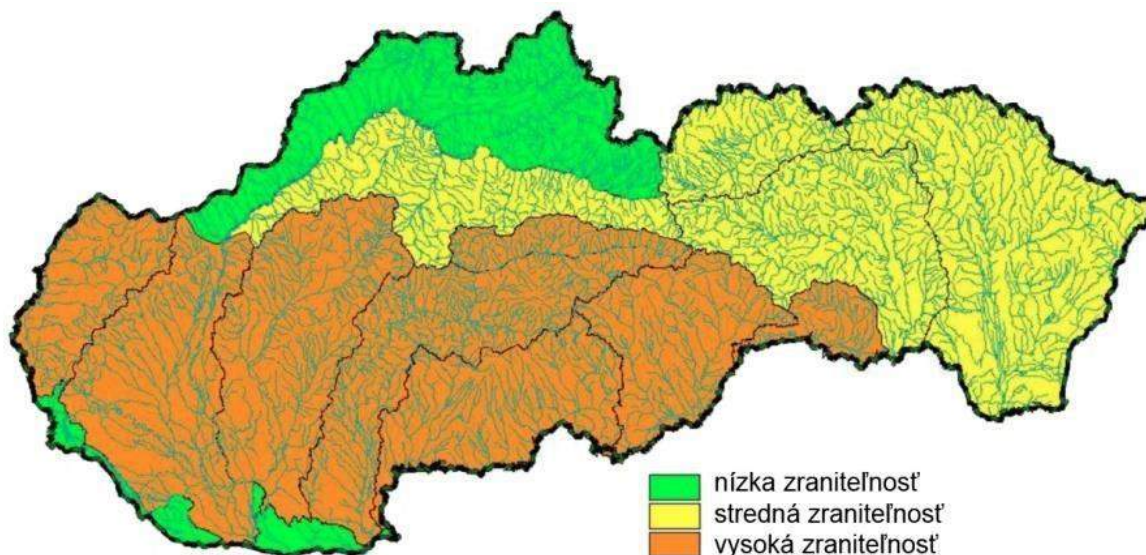 nízka zraniteľnosť
stredná zraniteľnosť
vysoká zraniteľnosť